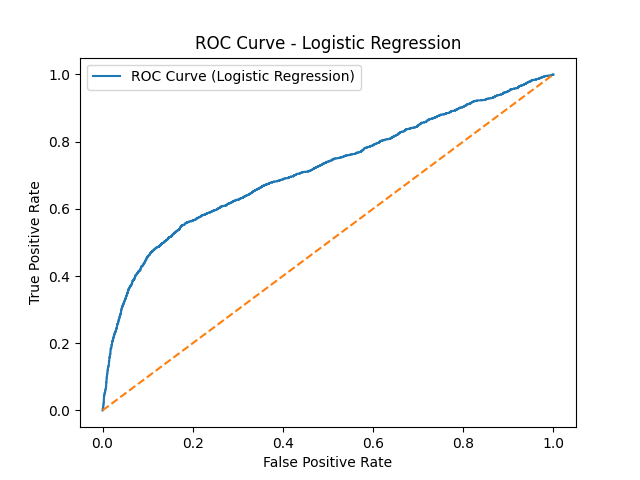 ROC Curve - Logistic Regression
ROC Curve (Logistic Regression)
1.0
0.8
0.6
0.4
0.2
0.0
True Positive Rate
0.0 0.2 0.4 0.6 0.8 1.0
False Positive Rate